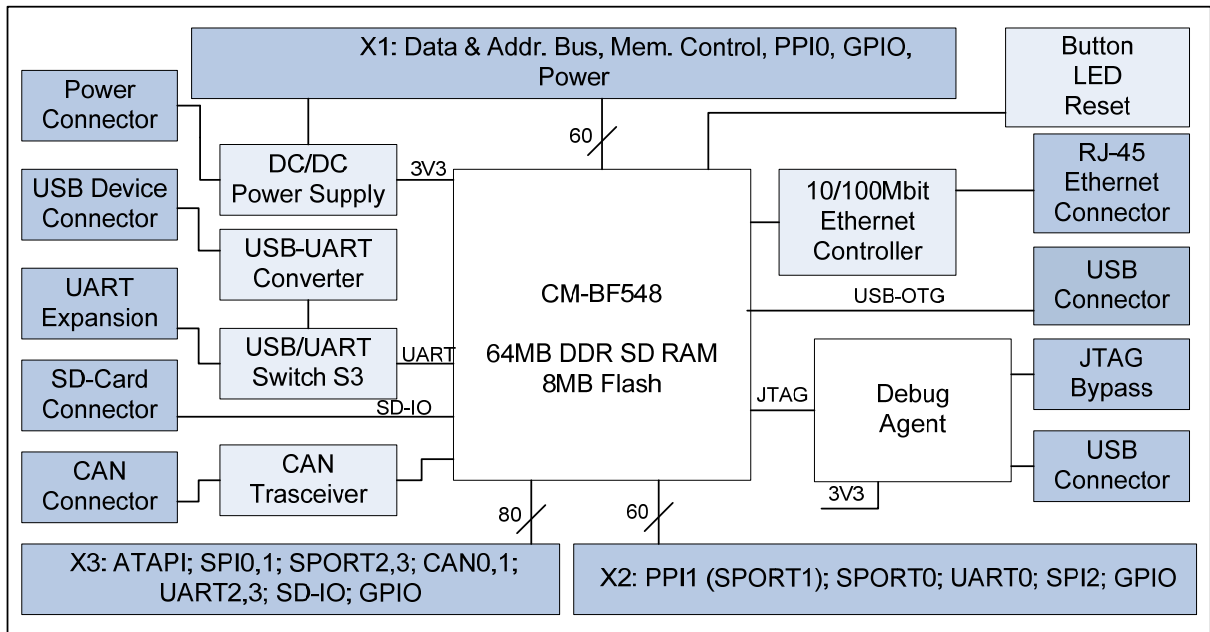 X1: Data & Addr. Bus, Mem. Control, PPI0, GPIO,
Power
Button
LED
Reset
Power
Connector
60
DC/DC
Power Supply
3V3
RJ-45
Ethernet
Connector
USB Device
Connector
10/100Mbit
Ethernet
Controller
USB-UART
Converter
CM-BF548
64MB DDR SD RAM
8MB Flash
USB-OTG
USB
Connector
UART
Expansion
USB/UART
Switch S3
UART
SD-Card
Connector
SD-IO
JTAG
Debug
Agent
JTAG
Bypass
CAN
Connector
CAN
Trasceiver
USB
Connector
3V3
80
60
X3: ATAPI; SPI0,1; SPORT2,3; CAN0,1;
UART2,3; SD-IO; GPIO
X2: PPI1 (SPORT1); SPORT0; UART0; SPI2; GPIO